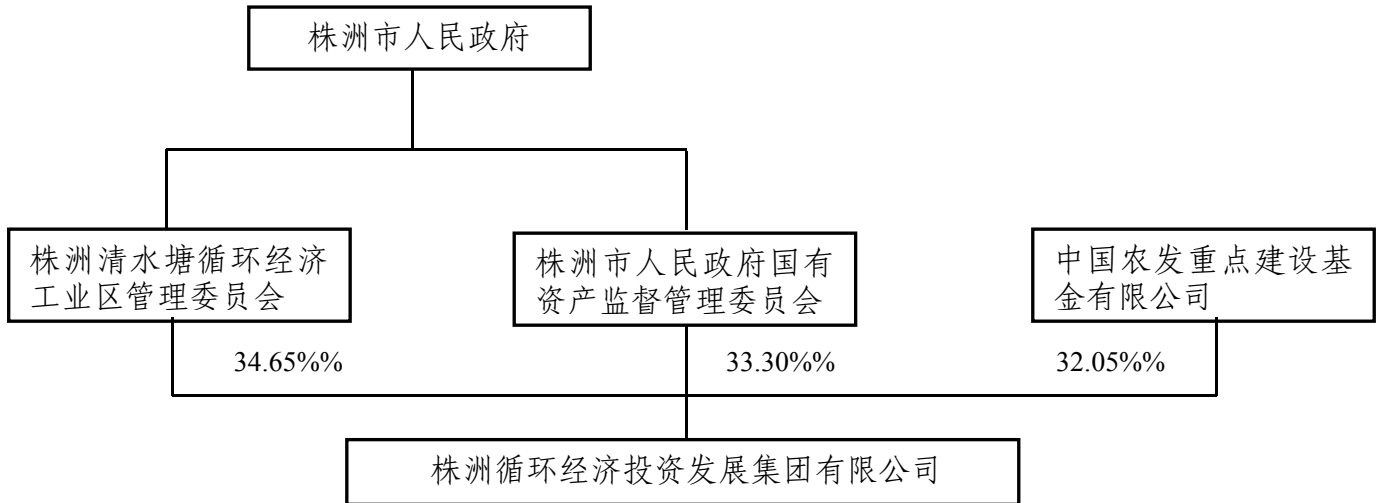 株洲市人民政府
株洲清水塘循环经济
工业区管理委员会
株洲市人民政府国有
资产监督管理委员会
中国农发重点建设基
金有限公司
34.65%%
33.30%%
32.05%%
株洲循环经济投资发展集团有限公司